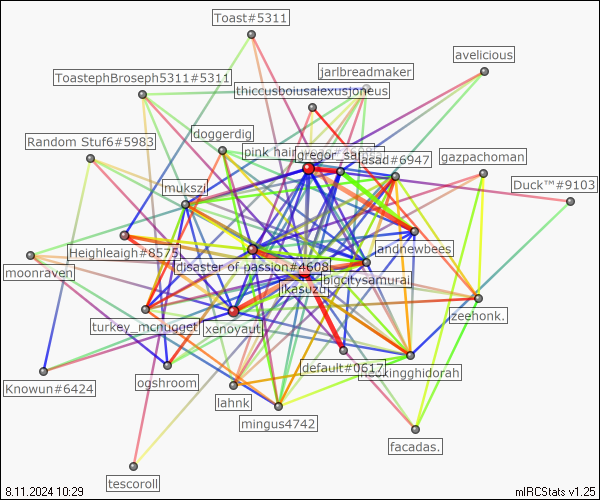 Toast#5311
avelicious
jarlbreadmaker
ToastephBroseph5311#5311
thiccusboiusalexusjoneus
doggerdig
Random Stuf6#5983
pink hair
gregor_sa
asad#6947
gazpachoman
mukszi
Duck™#9103
Heighleaigh#8575
landnewbees
moonraven
disaster of passion#4608
bigcitysamurai
ikasuzu
zeehonk.
turkey_mcnugget
xenoyaut
default#0617
ogshroom
Knowun#6424
lahnk
mingus4742
facadas.
tescoroll
8.11.2024 10:29
mIRCStats v1.25